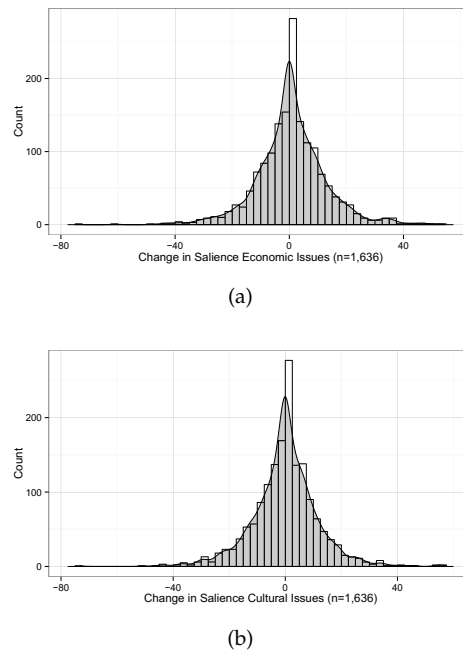 Count
200
100
0
−80
−40
0
40
Change in Salience Economic Issues (n=1,636)
(a)
Count
200
100
0
−80
−40
0
40
Change in Salience Cultural Issues (n=1,636)
(b)